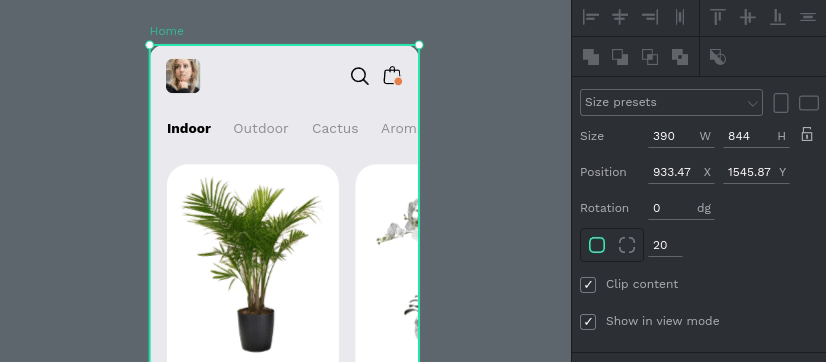 Home
Indoor Outdoor Cactus Arom
Size presets
Size 390 W 844 H
Position 933.47 X 1545.87 Y
Rotation 0 dg
20
Clip content
Show in view mode